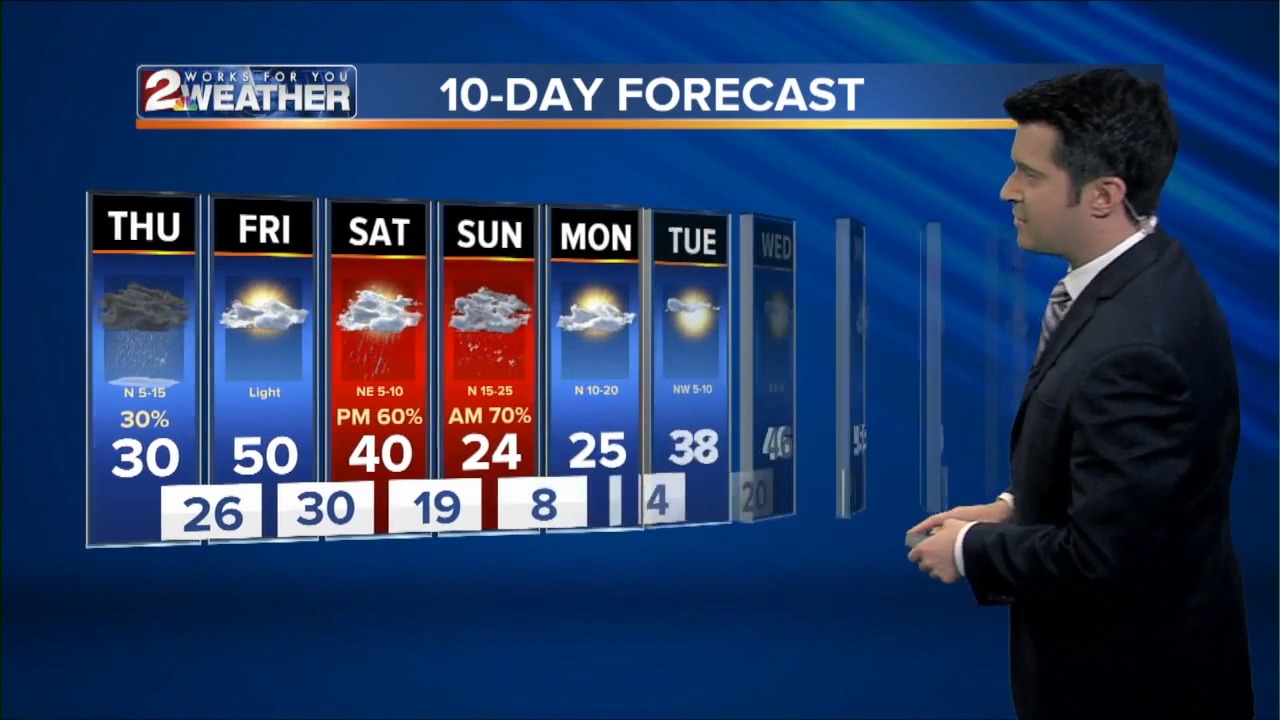 2 WORKS FOR YOU
WEATHER
10-DAY FORECAST
THU
FRI
SAT
SUN
MON
TUE
WED
N 5-15
Light
NE 5-10
N 15-25
N 10-20
NW 5-10
30%
PM 60%
AM 70%
30
50
40
24
25
38
46
26
30
19
8
4
20